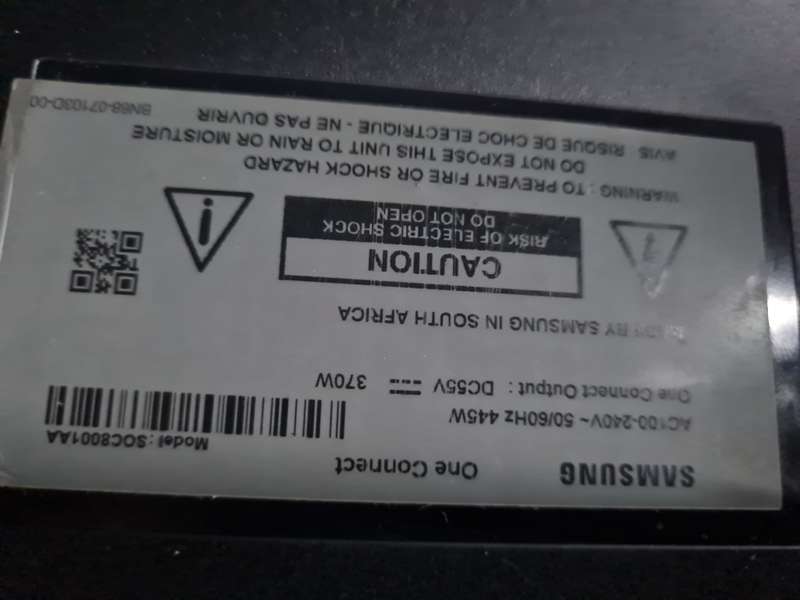 SAMSUNG One Connect
Model : SOC8001AA
AC100-240V~ 50/60Hz 445W
One Connect Output : DC55V 370W
BY SAMSUNG IN SOUTH AFRICA
CAUTION
RISK OF ELECTRIC SHOCK
DO NOT OPEN
WARNING : TO PREVENT FIRE OR SHOCK HAZARD
DO NOT EXPOSE THIS UNIT TO RAIN OR MOISTURE
AVIS : RISQUE DE CHOC ELECTRIQUE - NE PAS OUVRIR
BN68-07103D-00